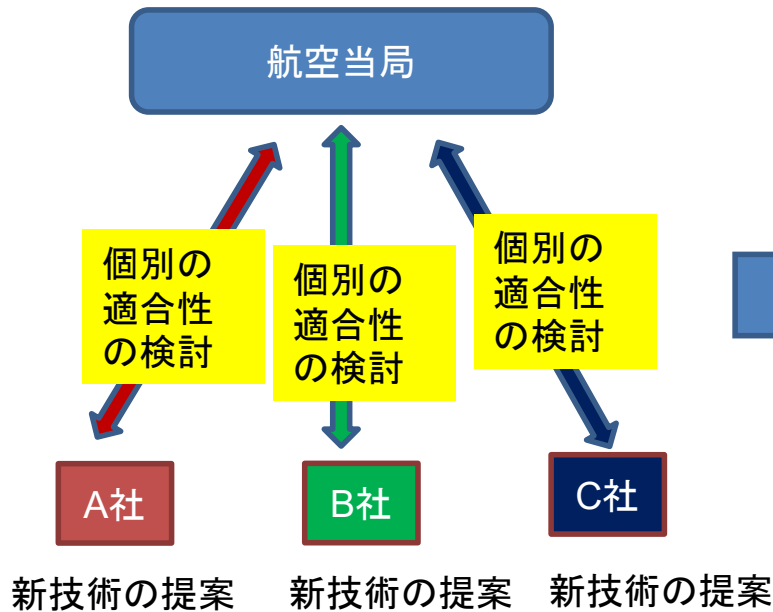 航空当局
個別の
適合性
の検討
個別の
適合性
の検討
個別の
適合性
の検討
A社
B社
C社
新技術の提案
新技術の提案
新技術の提案